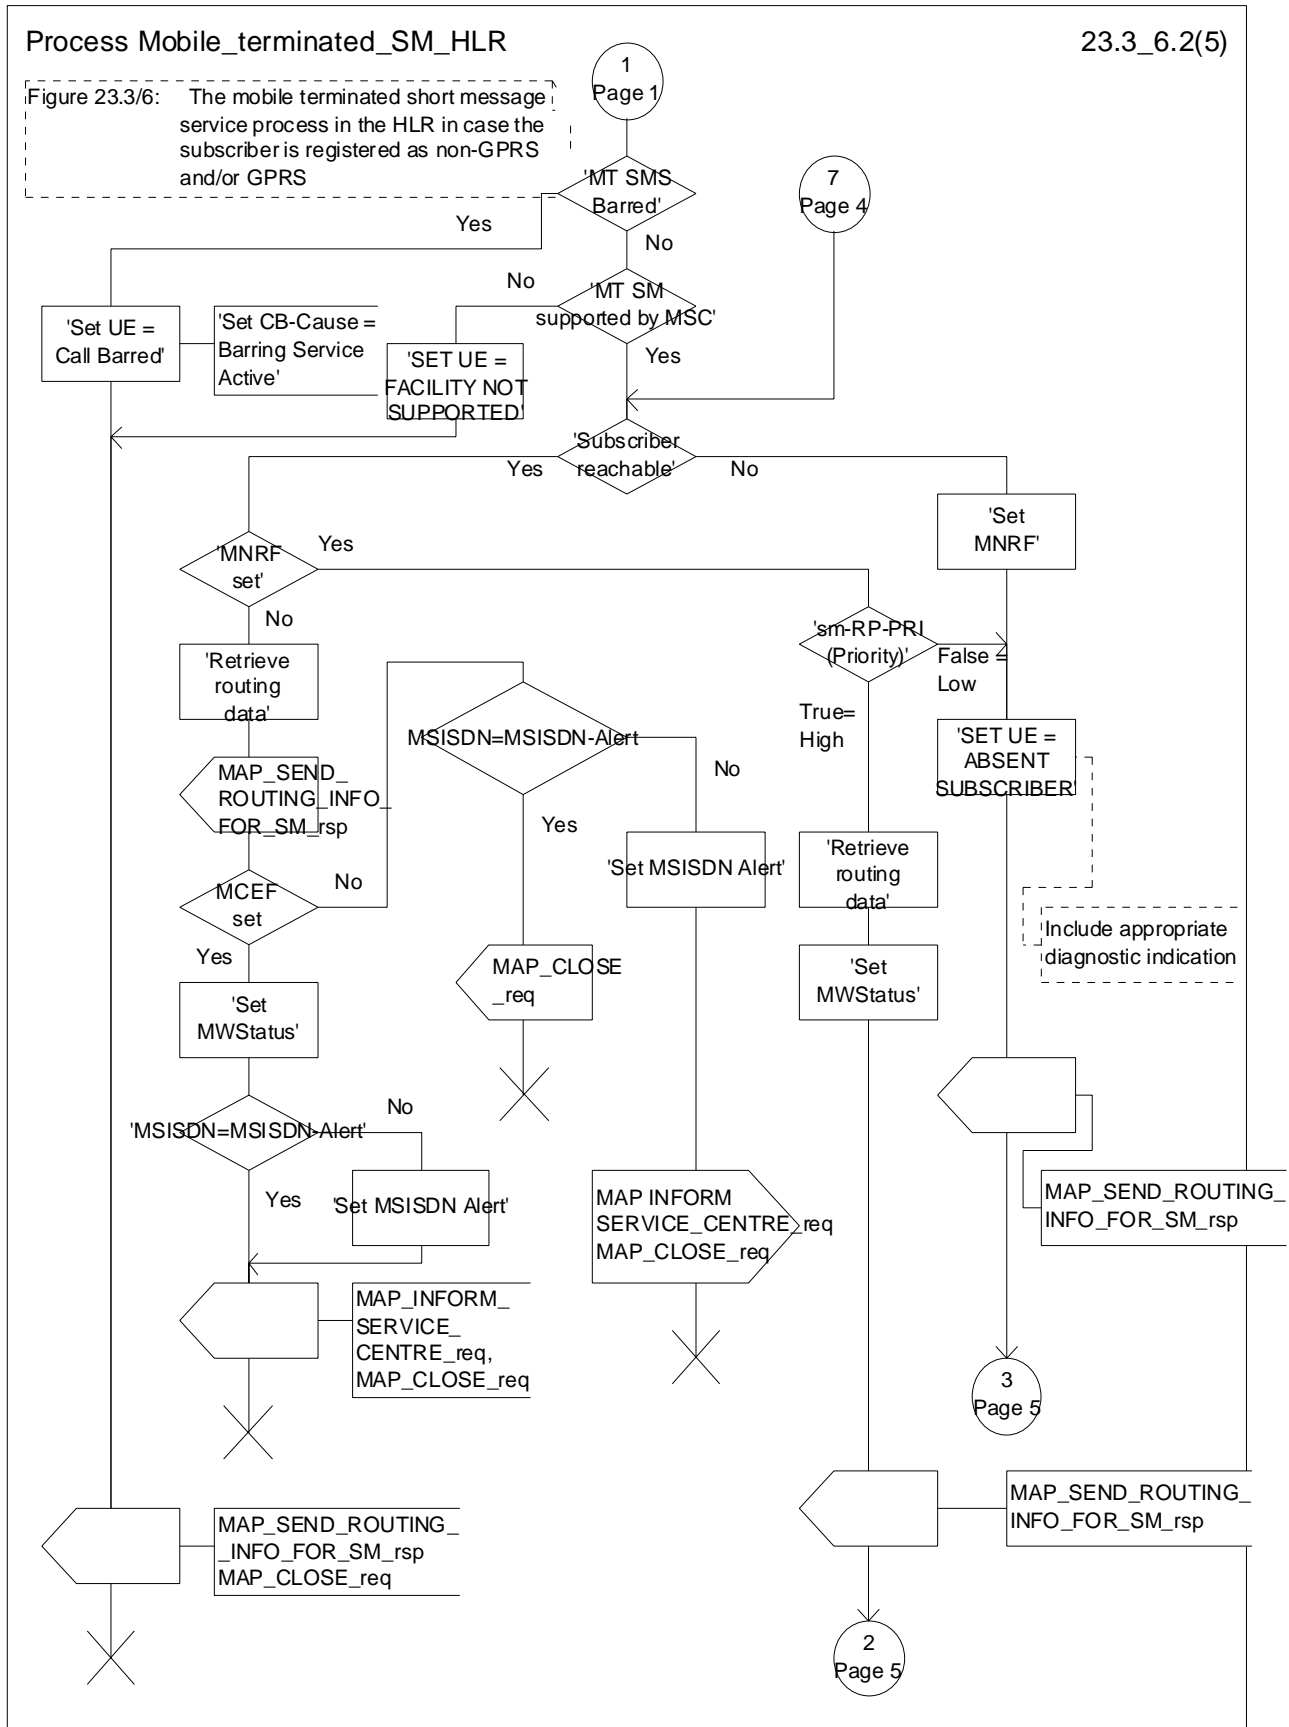 Process Mobile_terminated_SM_HLR
23.3_6.2(5)
Figure 23.3/6: The mobile terminated short message
service process in the HLR in case the
subscriber is registered as non-GPRS
and/or GPRS
1
Page 1
'MT SMS
Barred'
7
Page 4
Yes
No
No
'MT SM
supported by MSC'
'Set UE =
Call Barred'
'Set CB-Cause =
Barring Service
Active'
'SET UE =
FACILITY NOT
SUPPORTED'
Yes
'Subscriber
reachable'
Yes
No
'Set
MNRF'
'MNRF
set'
Yes
No
'sm-RP-PRI
(Priority)'
False =
Low
'Retrieve
routing
data'
MSISDN=MSISDN-Alert
True=
High
'SET UE =
ABSENT
SUBSCRIBER'
No
MAP_SEND_
ROUTING_INFO_
FOR_SM_rsp
Yes
'Set MSISDN Alert'
'Retrieve
routing
data'
MCEF
set
No
Include appropriate
diagnostic indication
Yes
MAP_CLOSE
_req
'Set
MWStatus'
'Set
MWStatus'
'MSISDN=MSISDN-Alert'
No
Yes
'Set MSISDN Alert'
MAP INFORM
SERVICE_CENTRE_req
MAP_CLOSE_req
MAP_SEND_ROUTING_
INFO_FOR_SM_rsp
MAP_INFORM_
SERVICE_
CENTRE_req,
MAP_CLOSE_req
3
Page 5
MAP_SEND_ROUTING_
INFO_FOR_SM_rsp
MAP_SEND_ROUTING_
_INFO_FOR_SM_rsp
MAP_CLOSE_req
2
Page 5